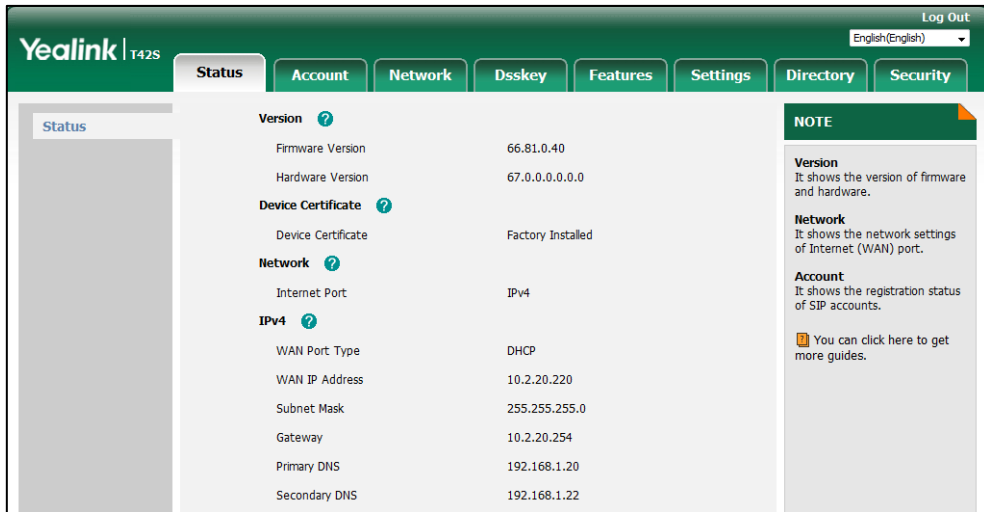 Log Out
Yealink T42S
English(English)
Status Account Network Dsskey Features Settings Directory Security
Status
Version ?
Firmware Version 66.81.0.40
Hardware Version 67.0.0.0.0.0.0
Device Certificate ?
Device Certificate Factory Installed
Network ?
Internet Port IPv4
IPv4 ?
WAN Port Type DHCP
WAN IP Address 10.2.20.220
Subnet Mask 255.255.255.0
Gateway 10.2.20.254
Primary DNS 192.168.1.20
Secondary DNS 192.168.1.22
NOTE
Version
It shows the version of firmware
and hardware.
Network
It shows the network settings
of Internet (WAN) port.
Account
It shows the registration status
of SIP accounts.
? You can click here to get
more guides.